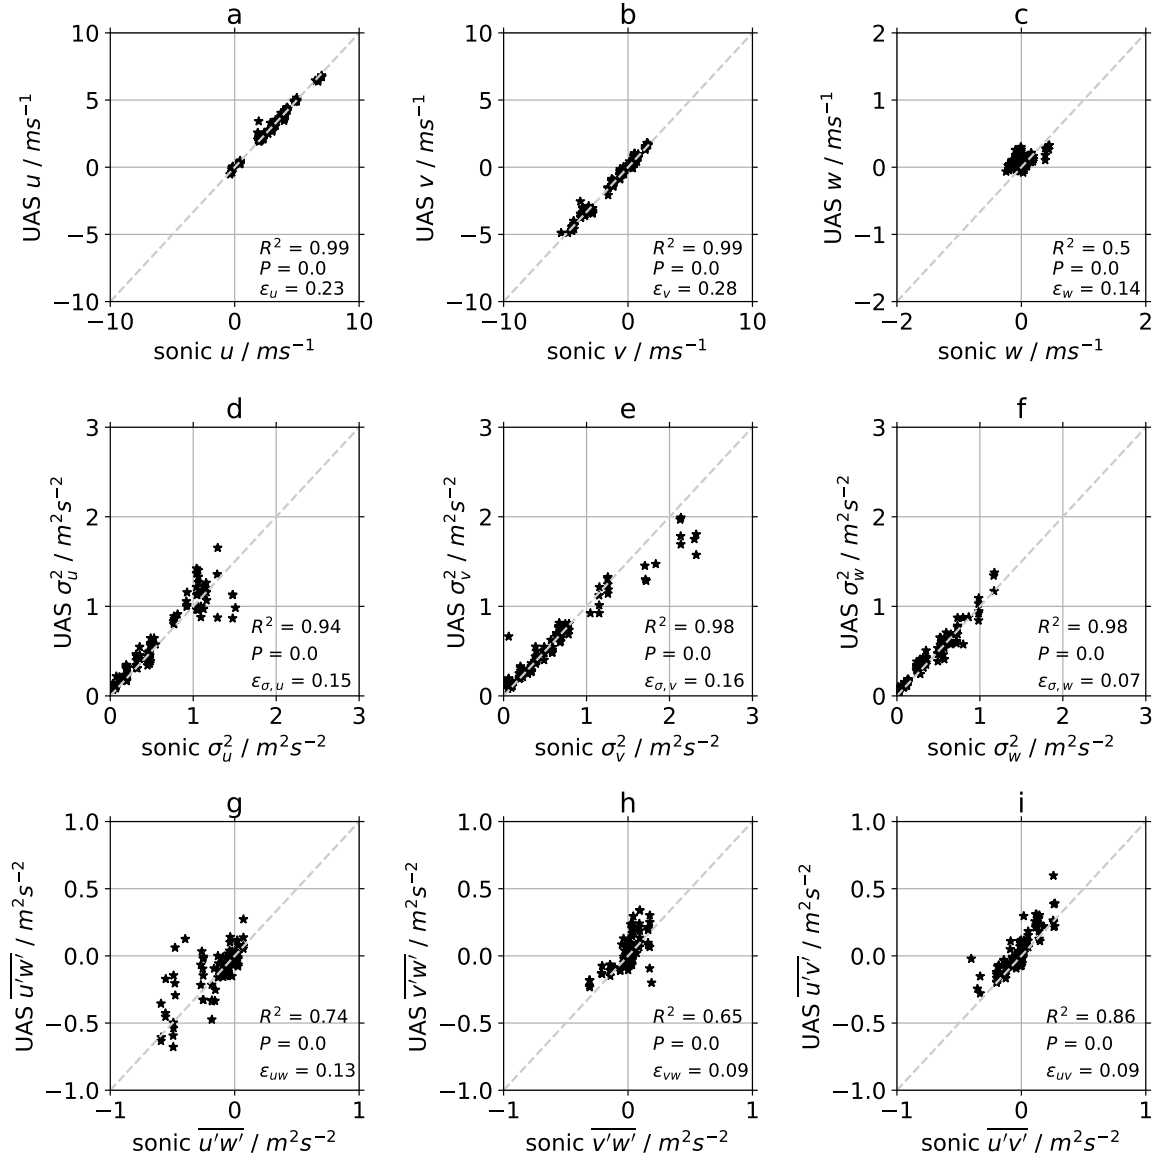 a
UAS u / ms⁻¹
10
5
0
−5
−10
R² = 0.99
P = 0.0
εᵤ = 0.23
−10 0 10
sonic u / ms⁻¹
b
UAS v / ms⁻¹
10
5
0
−5
−10
R² = 0.99
P = 0.0
εᵥ = 0.28
−10 0 10
sonic v / ms⁻¹
c
UAS w / ms⁻¹
2
1
0
−1
−2
R² = 0.5
P = 0.0
ε_w = 0.14
−2 0 2
sonic w / ms⁻¹
d
UAS σ²ᵤ / m²s⁻²
3
2
1
0
R² = 0.94
P = 0.0
ε_σ,u = 0.15
0 1 2 3
sonic σ²ᵤ / m²s⁻²
e
UAS σ²ᵥ / m²s⁻²
3
2
1
0
R² = 0.98
P = 0.0
ε_σ,v = 0.16
0 1 2 3
sonic σ²ᵥ / m²s⁻²
f
UAS σ²_w / m²s⁻²
3
2
1
0
R² = 0.98
P = 0.0
ε_σ,w = 0.07
0 1 2 3
sonic σ²_w / m²s⁻²
g
UAS u′w′ / m²s⁻²
1.0
0.5
0.0
−0.5
−1.0
R² = 0.74
P = 0.0
ε_uw = 0.13
−1 0 1
sonic u′w′ / m²s⁻²
h
UAS v′w′ / m²s⁻²
1.0
0.5
0.0
−0.5
−1.0
R² = 0.65
P = 0.0
ε_vw = 0.09
−1 0 1
sonic v′w′ / m²s⁻²
i
UAS u′v′ / m²s⁻²
1.0
0.5
0.0
−0.5
−1.0
R² = 0.86
P = 0.0
ε_uv = 0.09
−1 0 1
sonic u′v′ / m²s⁻²